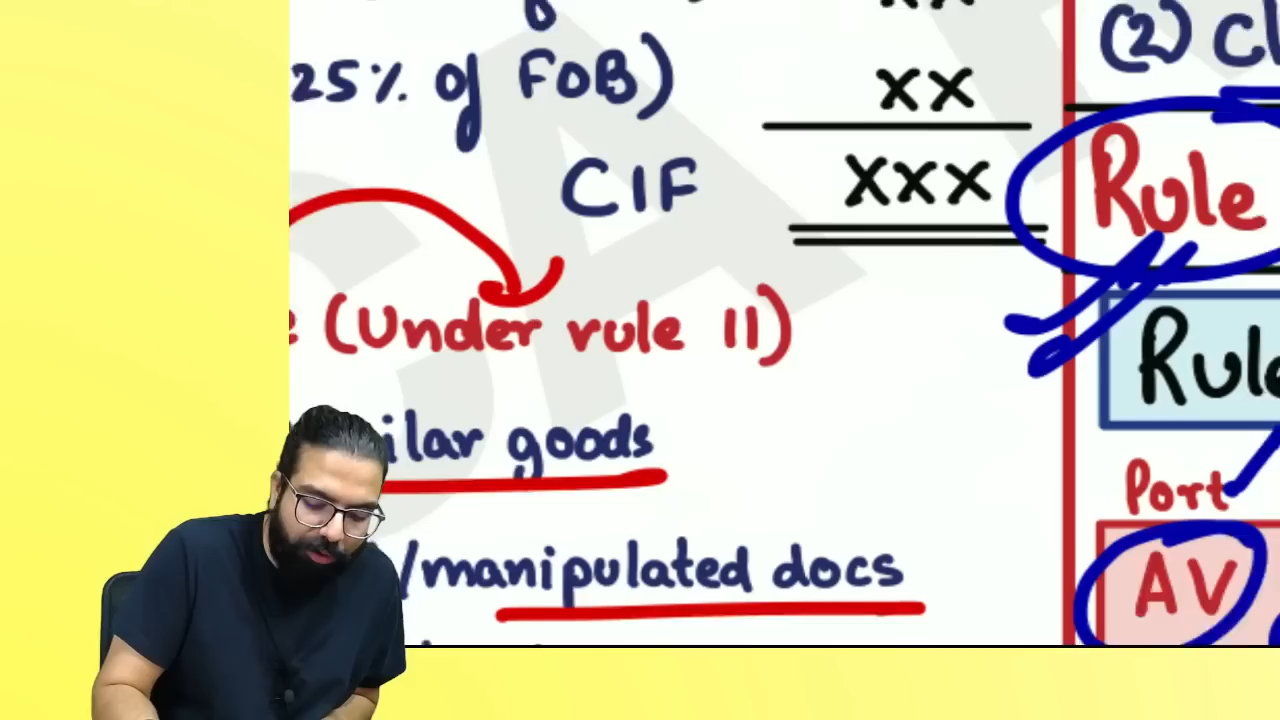 XX
25% of FOB) XX
CIF XXX
(Under rule 11)
ilar goods
/manipulated docs
(2) Cl
Rule
Rule
Port
AV